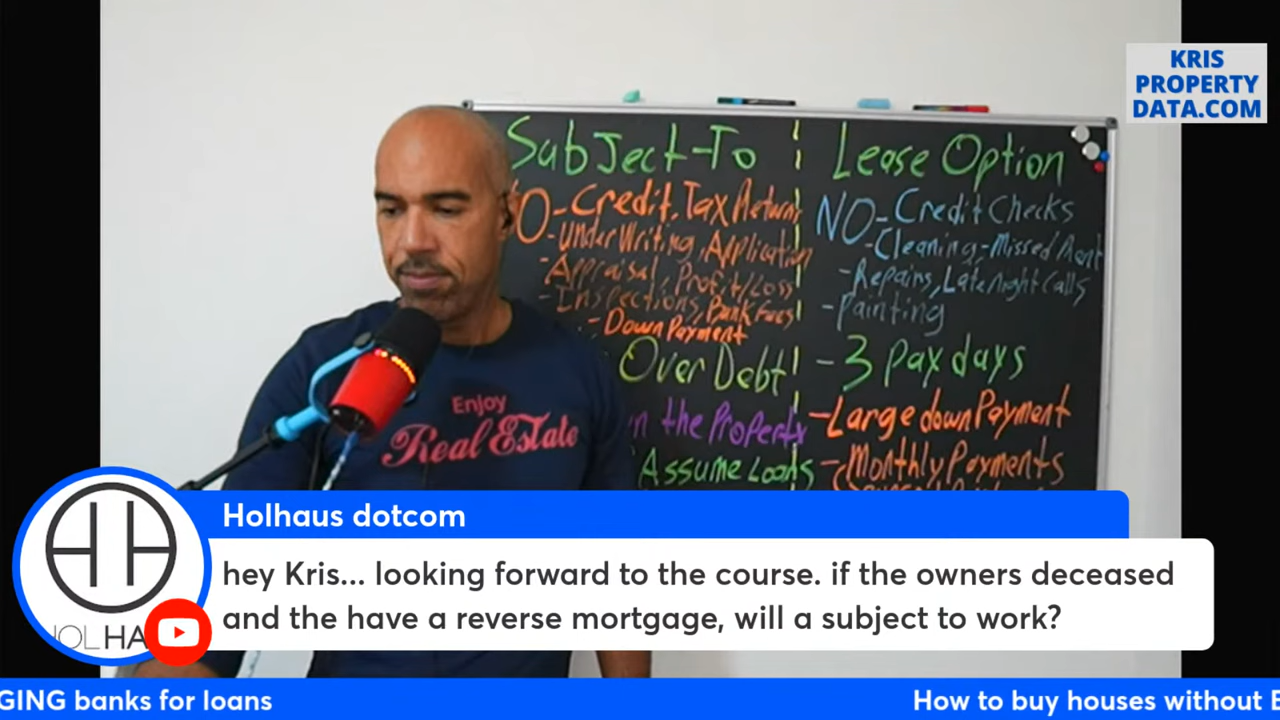 KRIS
PROPERTY
DATA.COM
Subject-To
NO-Credit, Tax Returns
-UnderWriting, Application
-Appraisal, Profit/Loss
-Inspections, Bank Fees
-Down Payment
Over Debt
the Property
Assume Loans
Lease Option
NO-Credit Checks
-Cleaning-Missed
-Repairs, Late Night Calls
-Painting
-3 pay days
-Large down Payment
-Monthly Payments
Enjoy
Real Estate
HOLHA
Holhaus dotcom
hey Kris... looking forward to the course. if the owners deceased
and the have a reverse mortgage, will a subject to work?
GING banks for loans
How to buy houses without